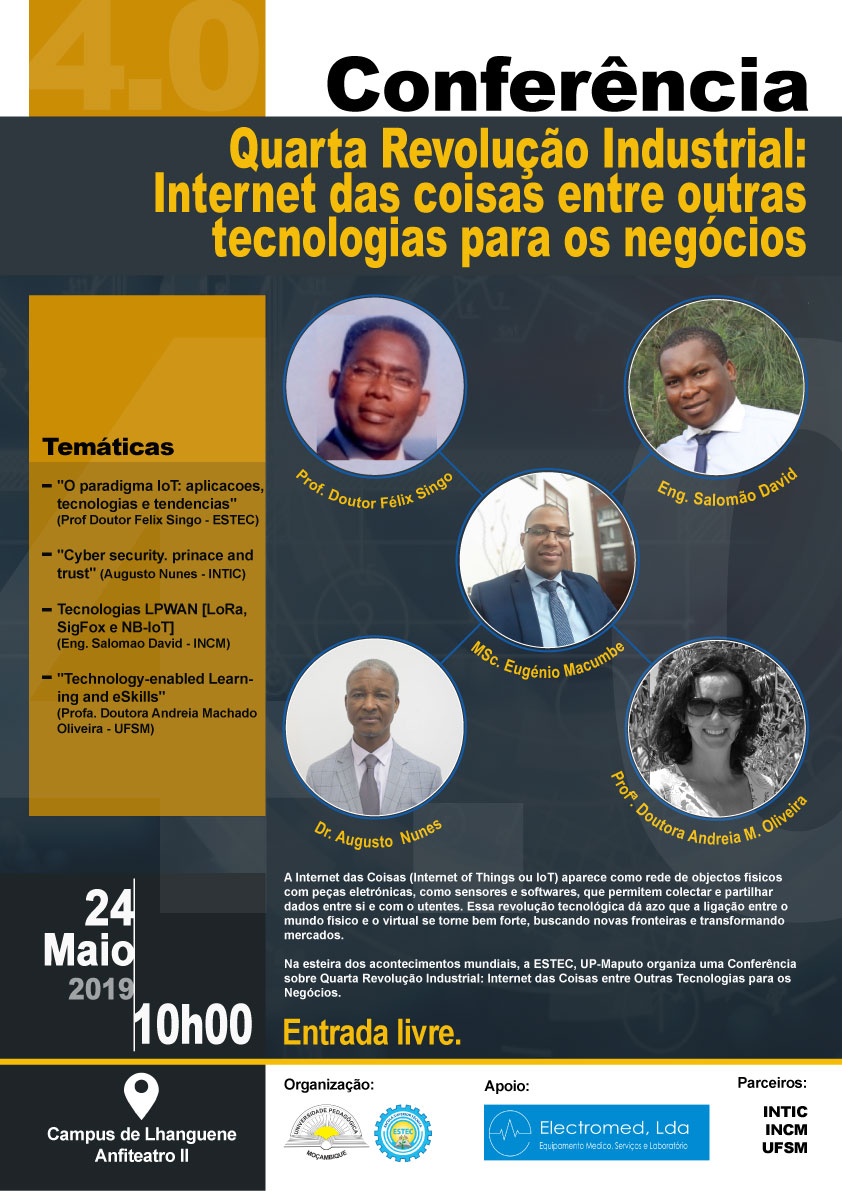 4.0
Conferência
Quarta Revolução Industrial:
Internet das coisas entre outras
tecnologias para os negócios
Temáticas
- "O paradigma IoT: aplicacoes,
tecnologias e tendencias"
(Prof Doutor Felix Singo - ESTEC)
- "Cyber security. prinace and
trust" (Augusto Nunes - INTIC)
- Tecnologias LPWAN [LoRa,
SigFox e NB-IoT]
(Eng. Salomao David - INCM)
- "Technology-enabled Learn-
ing and eSkills"
(Profa. Doutora Andreia Machado
Oliveira - UFSM)
Prof. Doutor Félix Singo
Eng. Salomão David
MSc. Eugénio Macumbe
Dr. Augusto Nunes
Profª. Doutora Andreia M. Oliveira
A Internet das Coisas (Internet of Things ou IoT) aparece como rede de objectos físicos
com peças eletrónicas, como sensores e softwares, que permitem colectar e partilhar
dados entre si e com o utentes. Essa revolução tecnológica dá azo que a ligação entre o
mundo físico e o virtual se torne bem forte, buscando novas fronteiras e transformando
mercados.
Na esteira dos acontecimentos mundiais, a ESTEC, UP-Maputo organiza uma Conferência
sobre Quarta Revolução Industrial: Internet das Coisas entre Outras Tecnologias para os
Negócios.
24
Maio
2019
10h00
Entrada livre.
Campus de Lhanguene
Anfiteatro II
Organização:
UNIVERSIDADE PEDAGÓGICA
MOÇAMBIQUE
ESTEC
Apoio:
Electromed, Lda
Equipamento Medico, Serviços e Laboratório
Parceiros:
INTIC
INCM
UFSM